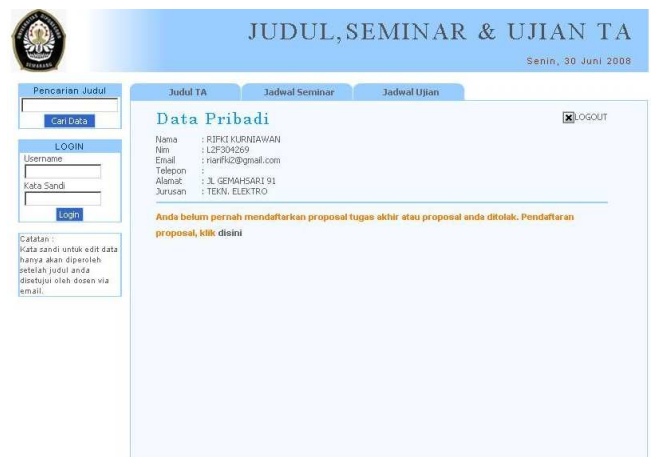 JUDUL,SEMINAR & UJIAN TA
Senin, 30 Juni 2008
Pencarian Judul
Cari Data
LOGIN
Username
Kata Sandi
Login
Catatan :
Kata sandi untuk edit data
hanya akan diperoleh
setelah judul anda
disetujui oleh dosen via
email.
Judul TA
Jadwal Seminar
Jadwal Ujian
Data Pribadi
LOGOUT
Nama : RIFKI KURNIAWAN
Nim : L2F304269
Email : riarifki2@gmail.com
Telepon :
Alamat : JL GEMAHSARI 91
Jurusan : TEKN. ELEKTRO
Anda belum pernah mendaftarkan proposal tugas akhir atau proposal anda ditolak. Pendaftaran
proposal, klik disini